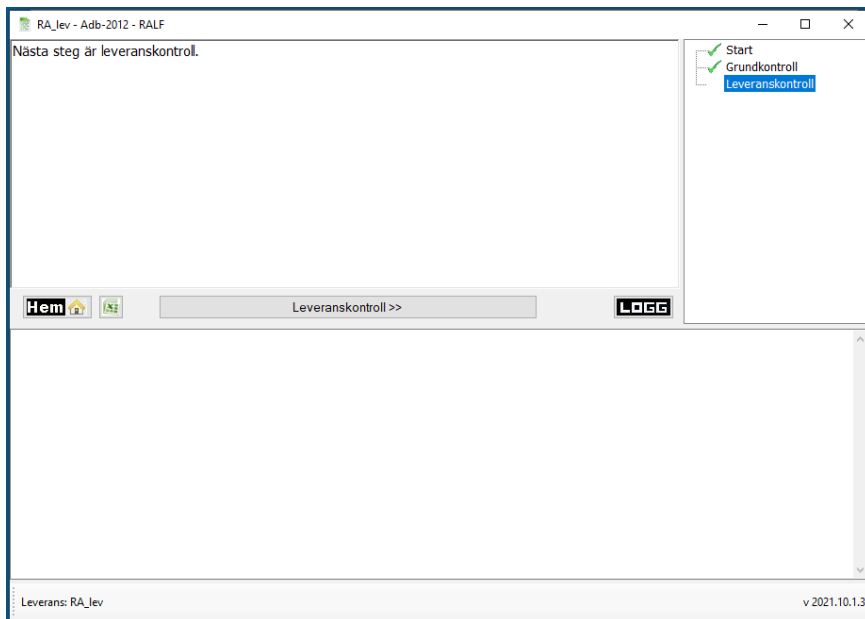 RA_lev - Adb-2012 - RALF
Nästa steg är leveranskontroll.
Start
Grundkontroll
Leveranskontroll
Hem
Leveranskontroll >>
LOGG
Leverans: RA_lev
v 2021.10.1.3